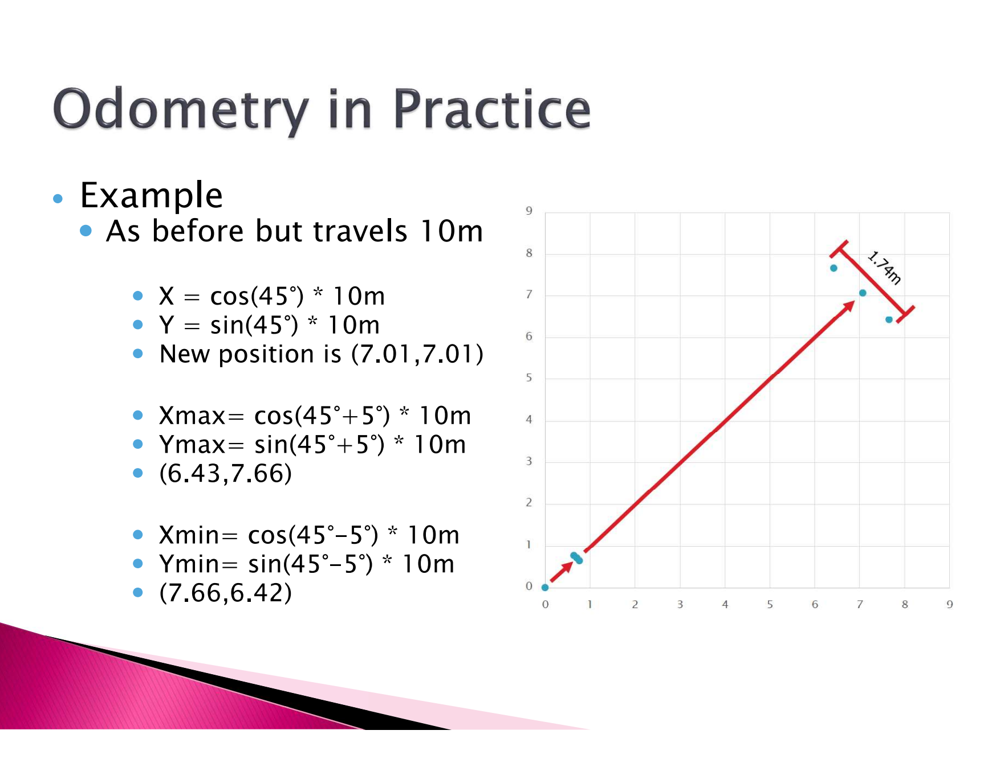 Odometry in Practice
Example
As before but travels 10m
X = cos(45°) * 10m
Y = sin(45°) * 10m
New position is (7.01,7.01)
Xmax= cos(45°+5°) * 10m
Ymax= sin(45°+5°) * 10m
(6.43,7.66)
Xmin= cos(45°-5°) * 10m
Ymin= sin(45°-5°) * 10m
(7.66,6.42)
9
8
7
6
5
4
3
2
1
0
0 1 2 3 4 5 6 7 8 9
1.74m